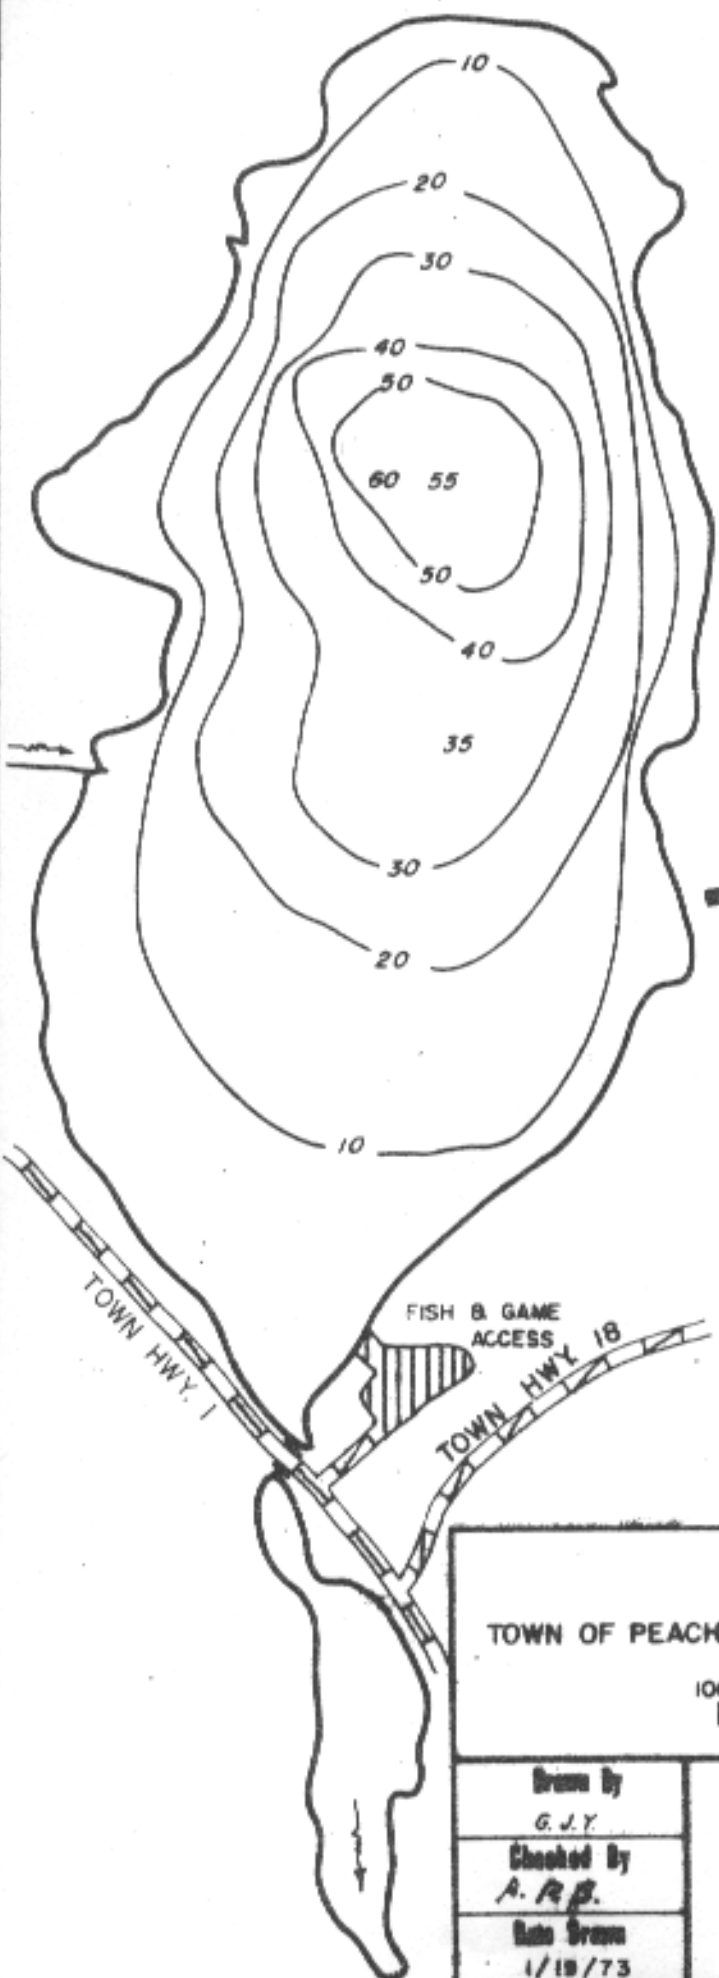 10
20
30
40
50
60 55
50
40
35
30
20
10
FISH & GAME
ACCESS
TOWN HWY. 1
TOWN HWY. 18
TOWN OF PEACH
10
Drawn By
G. J. Y.
Checked By
A. R. B.
Date Drawn
1/19/73